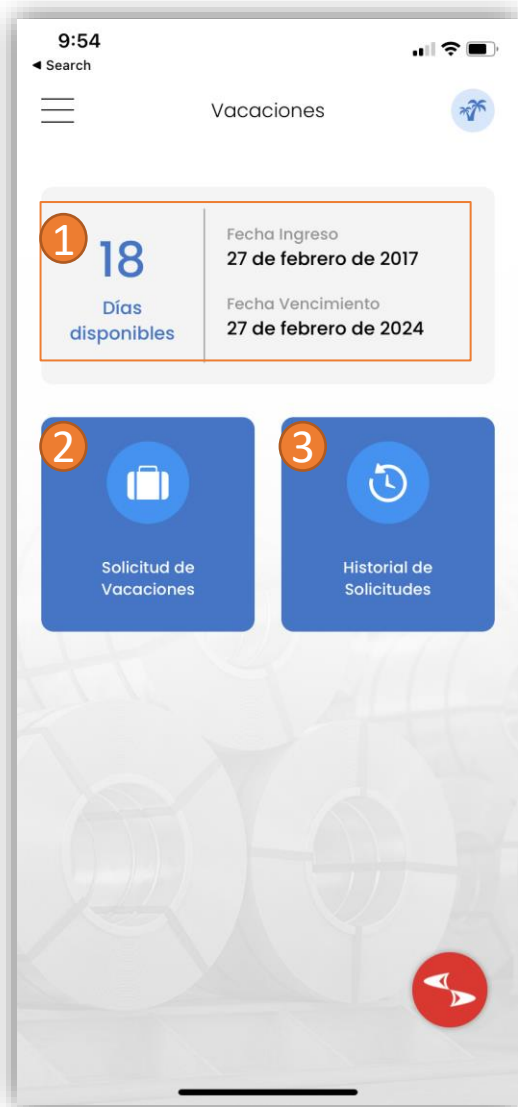 9:54
◀ Search
Vacaciones
1
18
Días
disponibles
Fecha Ingreso
27 de febrero de 2017
Fecha Vencimiento
27 de febrero de 2024
2
Solicitud de
Vacaciones
3
Historial de
Solicitudes